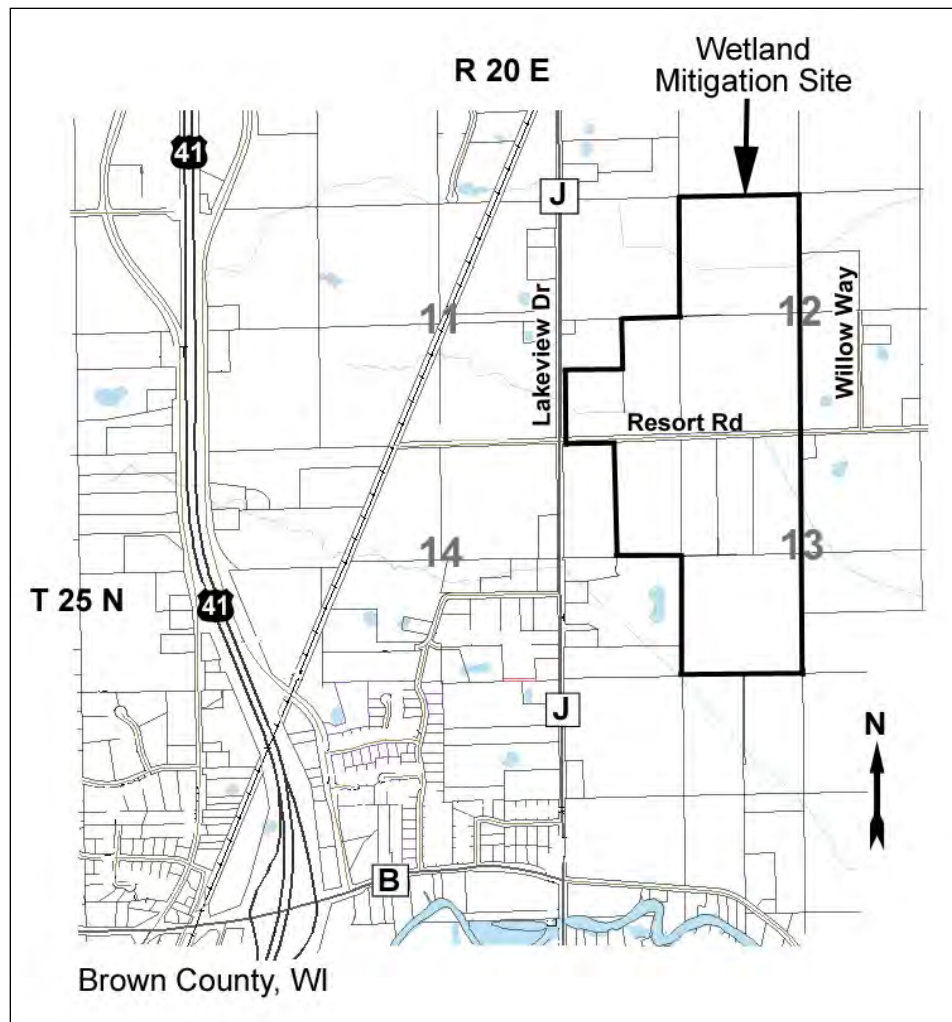 Wetland
Mitigation Site
R 20 E
41
J
Lakeview Dr
11
12
Willow Way
Resort Rd
14
13
T 25 N
41
J
N
B
Brown County, WI